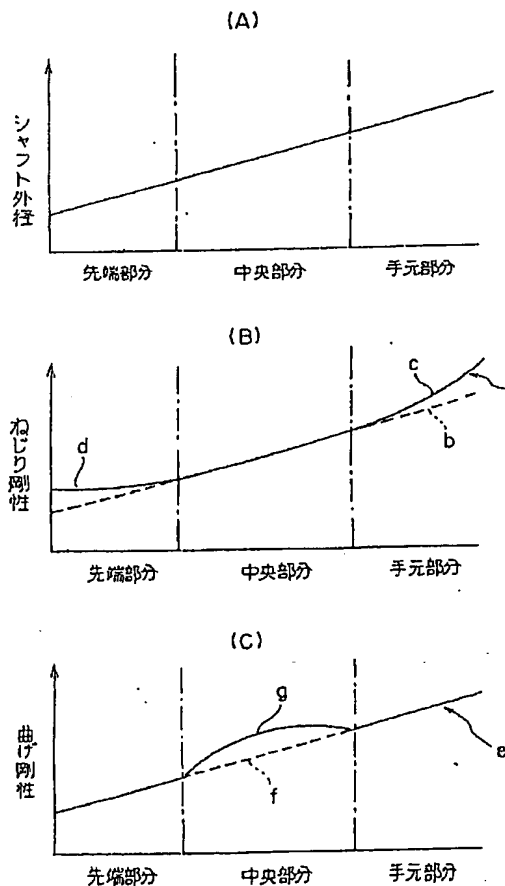 (A)
シャフト外径
先端部分 中央部分 手元部分
(B)
ねじり剛性
d
c
b
先端部分 中央部分 手元部分
(C)
曲げ剛性
g
f
e
先端部分 中央部分 手元部分